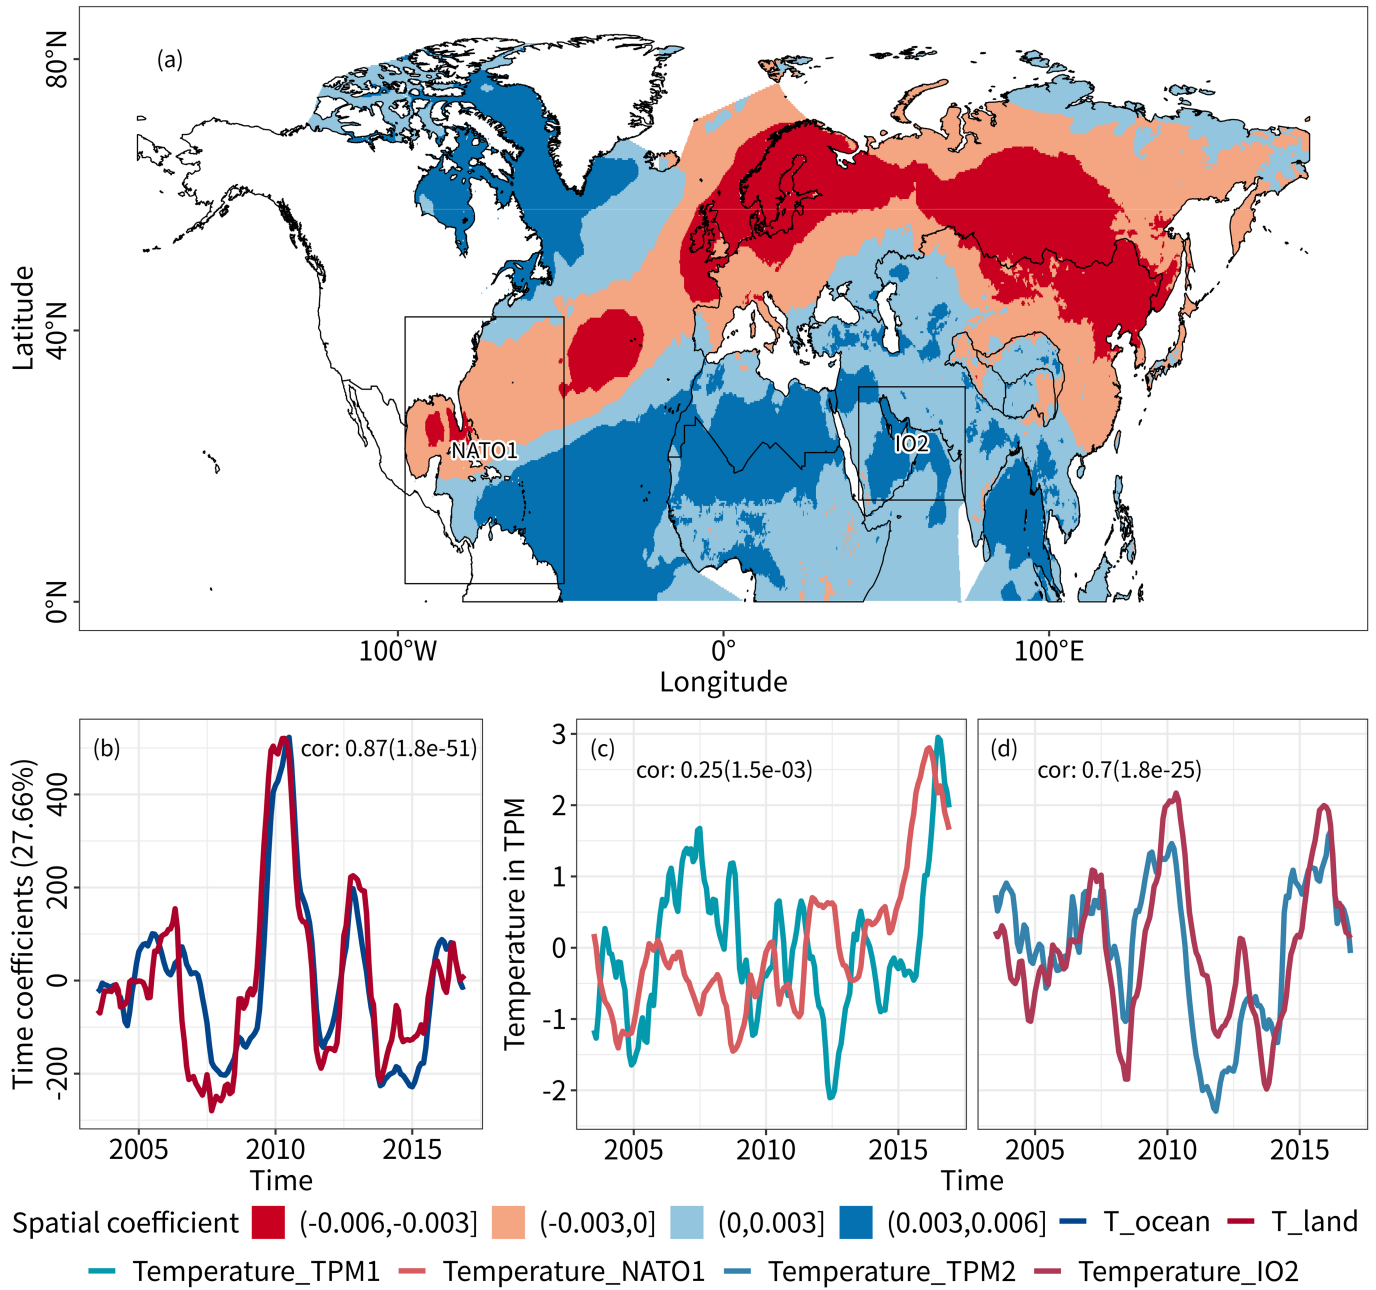 (a)
80°N
40°N
0°N
Latitude
NATO1
IO2
100°W
0°
100°E
Longitude
(b)
cor: 0.87(1.8e-51)
Time coefficients (27.66%)
400
200
0
-200
2005
2010
2015
Time
(c)
cor: 0.25(1.5e-03)
Temperature in TPM
3
2
1
0
-1
-2
2005
2010
2015
(d)
cor: 0.7(1.8e-25)
2005
2010
2015
Time
Spatial coefficient (-0.006,-0.003] (-0.003,0] (0,0.003] (0.003,0.006] T_ocean T_land
Temperature_TPM1 Temperature_NATO1 Temperature_TPM2 Temperature_IO2